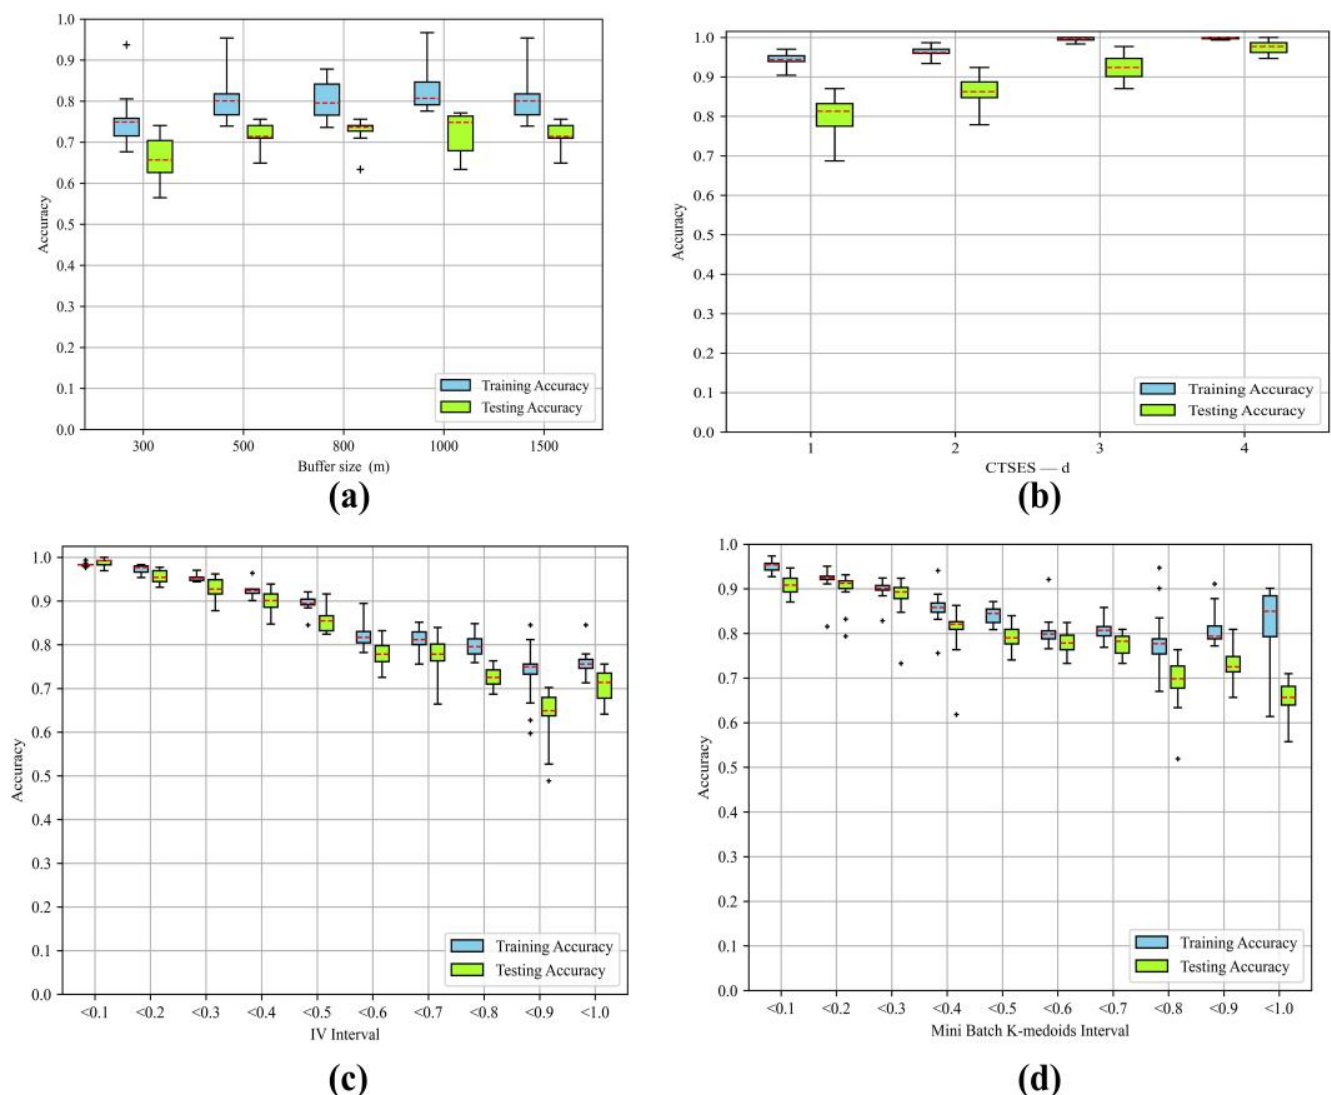 1.0
0.9
0.8
0.7
0.6
0.5
0.4
0.3
0.2
0.1
0.0
Accuracy
Training Accuracy
Testing Accuracy
300 500 800 1000 1500
Buffer size (m)
(a)
1.0
0.9
0.8
0.7
0.6
0.5
0.4
0.3
0.2
0.1
0.0
Accuracy
Training Accuracy
Testing Accuracy
1 2 3 4
CTSES — d
(b)
1.0
0.9
0.8
0.7
0.6
0.5
0.4
0.3
0.2
0.1
0.0
Accuracy
Training Accuracy
Testing Accuracy
<0.1 <0.2 <0.3 <0.4 <0.5 <0.6 <0.7 <0.8 <0.9 <1.0
IV Interval
(c)
1.0
0.9
0.8
0.7
0.6
0.5
0.4
0.3
0.2
0.1
0.0
Accuracy
Training Accuracy
Testing Accuracy
<0.1 <0.2 <0.3 <0.4 <0.5 <0.6 <0.7 <0.8 <0.9 <1.0
Mini Batch K-medoids Interval
(d)